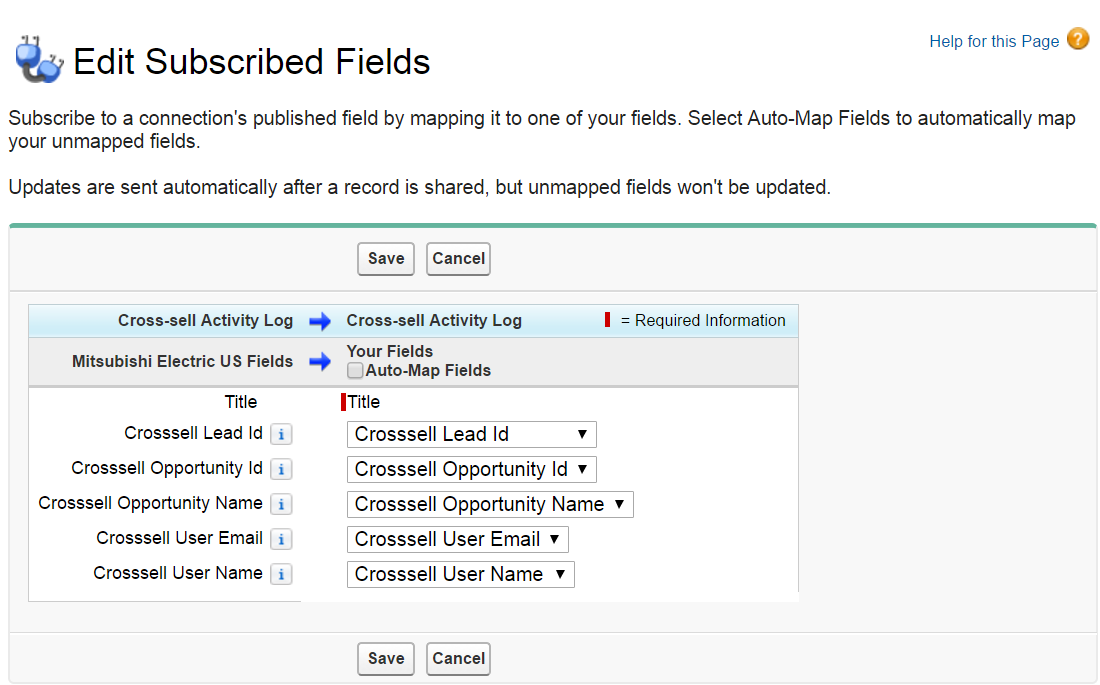 Help for this Page ?
Edit Subscribed Fields
Subscribe to a connection's published field by mapping it to one of your fields. Select Auto-Map Fields to automatically map
your unmapped fields.
Updates are sent automatically after a record is shared, but unmapped fields won't be updated.
Save Cancel
Cross-sell Activity Log Cross-sell Activity Log = Required Information
Mitsubishi Electric US Fields Your Fields
Auto-Map Fields
Title Title
Crosssell Lead Id i Crosssell Lead Id
Crosssell Opportunity Id i Crosssell Opportunity Id
Crosssell Opportunity Name i Crosssell Opportunity Name
Crosssell User Email i Crosssell User Email
Crosssell User Name i Crosssell User Name
Save Cancel